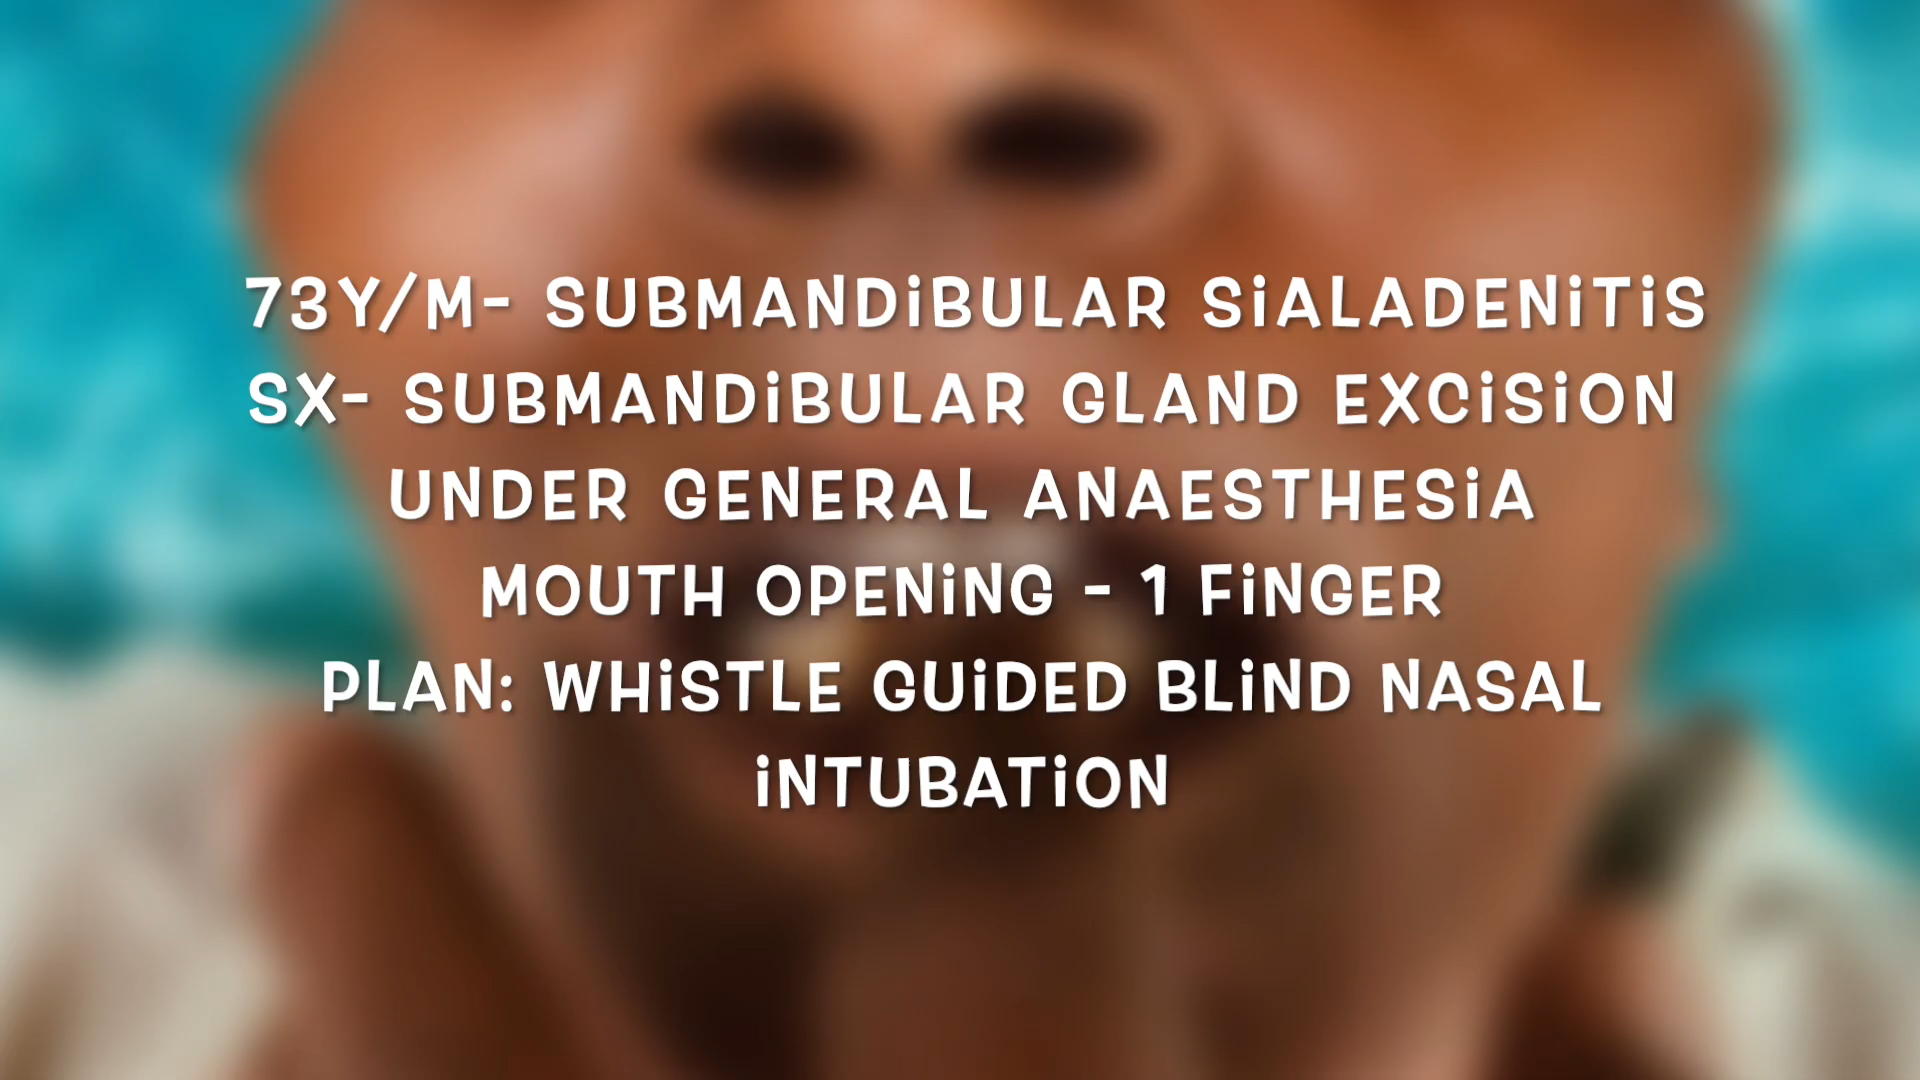 73Y/M- SUBMANDiBULAR SiALADENiTiS
SX- SUBMANDiBULAR GLAND EXCiSiON
UNDER GENERAL ANAESTHESiA
MOUTH OPENiNG - 1 FiNGER
PLAN: WHiSTLE GUiDED BLiND NASAL
iNTUBATiON